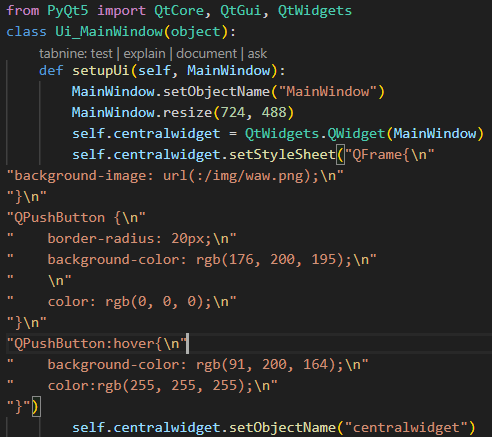 from PyQt5 import QtCore, QtGui, QtWidgets
class Ui_MainWindow(object):
    tabnine: test | explain | document | ask
    def setupUi(self, MainWindow):
        MainWindow.setObjectName("MainWindow")
        MainWindow.resize(724, 488)
        self.centralwidget = QtWidgets.QWidget(MainWindow)
        self.centralwidget.setStyleSheet("QFrame{\n"
"background-image: url(:/img/waw.png);\n"
"}\n"
"QPushButton {\n"
"    border-radius: 20px;\n"
"    background-color: rgb(176, 200, 195);\n"
"    \n"
"    color: rgb(0, 0, 0);\n"
"}\n"
"QPushButton:hover{\n"
"    background-color: rgb(91, 200, 164);\n"
"    color:rgb(255, 255, 255);\n"
"}")
        self.centralwidget.setObjectName("centralwidget")